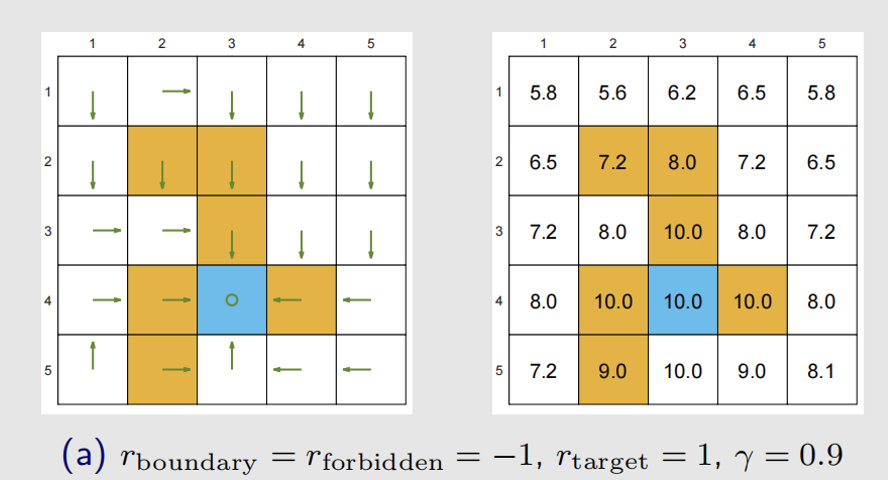 1 2 3 4 5
1
2
3
4
5
1 2 3 4 5
1 5.8 5.6 6.2 6.5 5.8
2 6.5 7.2 8.0 7.2 6.5
3 7.2 8.0 10.0 8.0 7.2
4 8.0 10.0 10.0 10.0 8.0
5 7.2 9.0 10.0 9.0 8.1
(a) r_boundary = r_forbidden = −1, r_target = 1, γ = 0.9